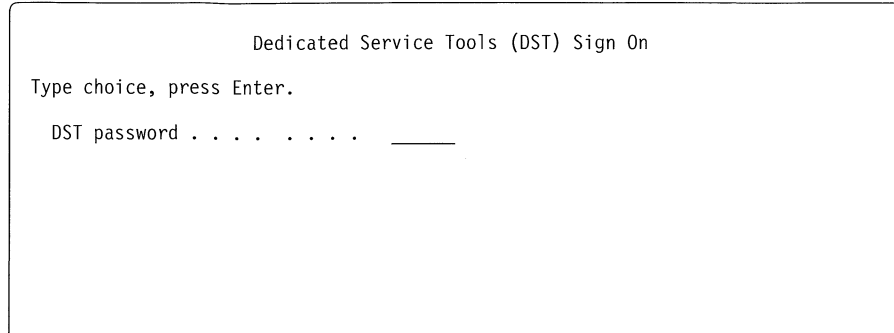 Dedicated Service Tools (DST) Sign On
Type choice, press Enter.
DST password . . . . . . . .